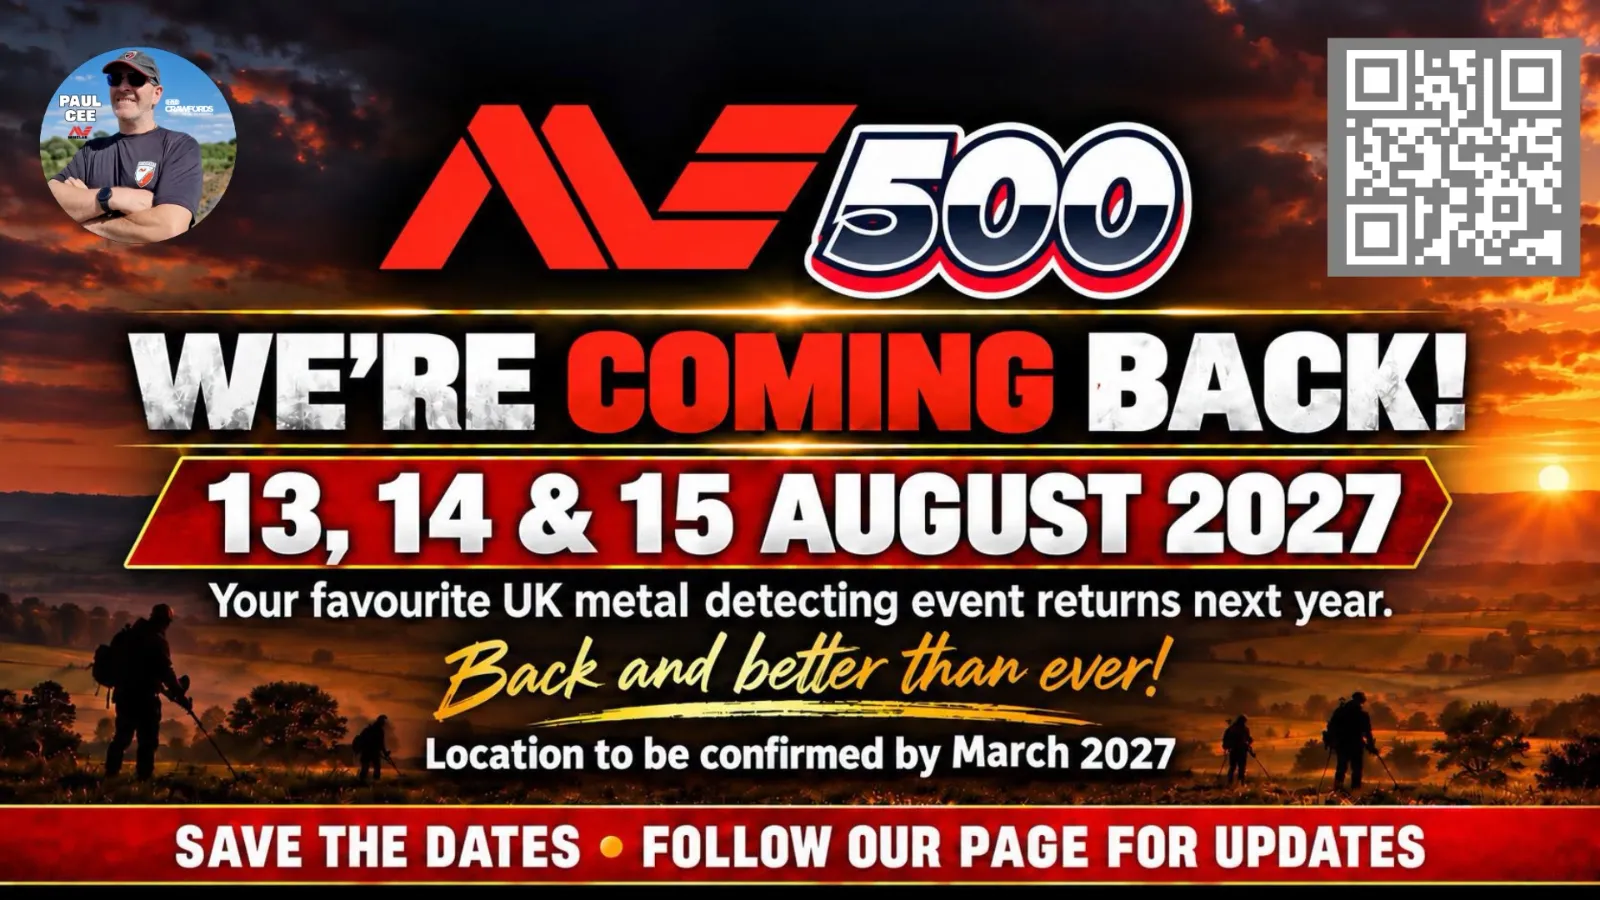 PAUL
CEE
CRAWFORDS
500
WE'RE COMING BACK!
13, 14 & 15 AUGUST 2027
Your favourite UK metal detecting event returns next year.
Back and better than ever!
Location to be confirmed by March 2027
SAVE THE DATES • FOLLOW OUR PAGE FOR UPDATES